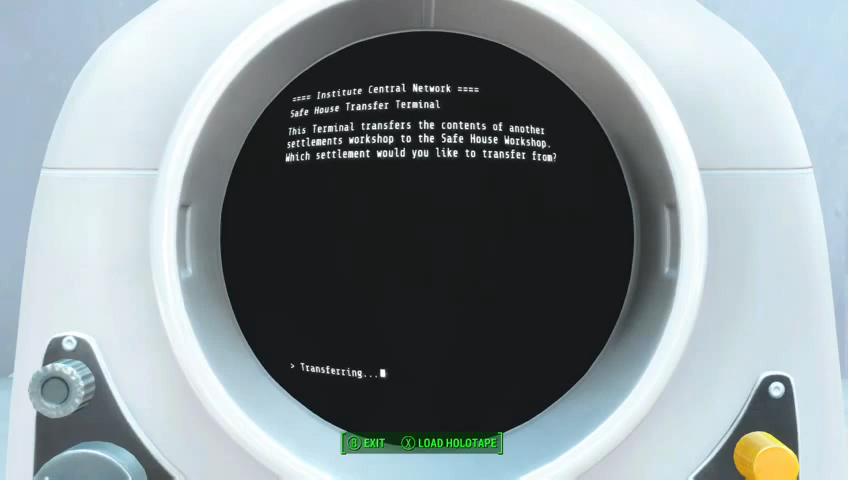 ==== Institute Central Network ====
Safe House Transfer Terminal
This Terminal transfers the contents of another
settlements workshop to the Safe House Workshop.
Which settlement would you like to transfer from?
> Transferring...
B) EXIT X) LOAD HOLOTAPE